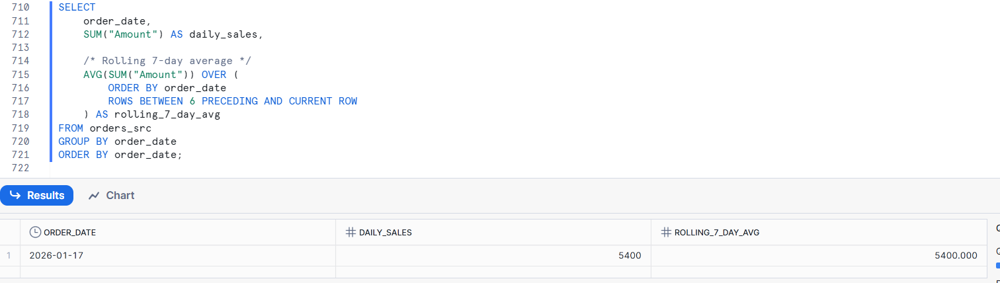 710 SELECT
711 order_date,
712 SUM("Amount") AS daily_sales,
713
714 /* Rolling 7-day average */
715 AVG(SUM("Amount")) OVER (
716 ORDER BY order_date
717 ROWS BETWEEN 6 PRECEDING AND CURRENT ROW
718 ) AS rolling_7_day_avg
719 FROM orders_src
720 GROUP BY order_date
721 ORDER BY order_date;
722
Results Chart
ORDER_DATE DAILY_SALES ROLLING_7_DAY_AVG
1 2026-01-17 5400 5400.000